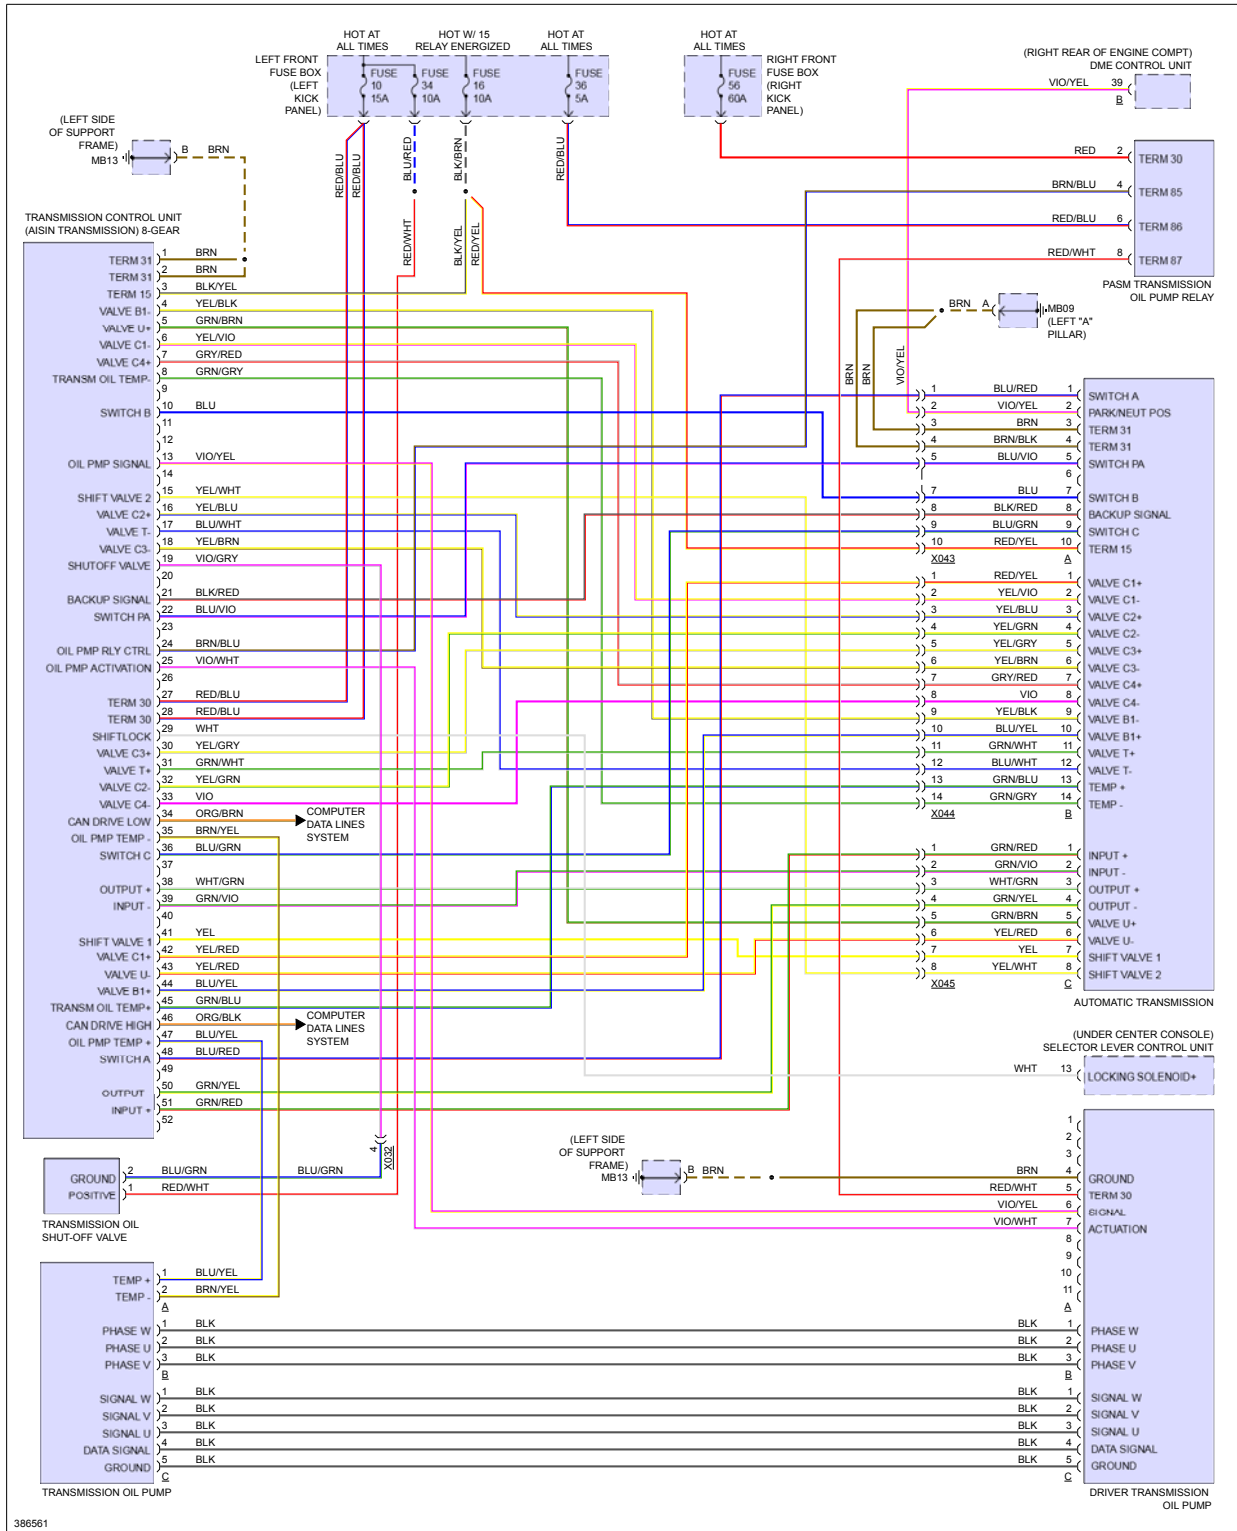 HOT AT
ALL TIMES
HOT W/ 15
RELAY ENERGIZED
HOT AT
ALL TIMES
HOT AT
ALL TIMES
LEFT FRONT
FUSE BOX
(LEFT
KICK
PANEL)
FUSE
10
15A
FUSE
34
10A
FUSE
16
10A
FUSE
36
5A
FUSE
56
60A
RIGHT FRONT
FUSE BOX
(RIGHT
KICK
PANEL)
(RIGHT REAR OF ENGINE COMPT)
DME CONTROL UNIT
VIO/YEL 39
B
(LEFT SIDE
OF SUPPORT
FRAME)
MB13
B BRN
RED/BLU
RED/BLU
BLU/RED
BLK/BRN
RED/BLU
RED/WHT
BLK/YEL
RED/YEL
RED 2 TERM 30
BRN/BLU 4 TERM 85
RED/BLU 6 TERM 86
RED/WHT 8 TERM 87
PASM TRANSMISSION
OIL PUMP RELAY
BRN A
MB09
(LEFT "A"
PILLAR)
BRN
BRN
VIO/YEL
TRANSMISSION CONTROL UNIT
(AISIN TRANSMISSION) 8-GEAR
TERM 31 1 BRN
TERM 31 2 BRN
TERM 15 3 BLK/YEL
VALVE B1- 4 YEL/BLK
VALVE U+ 5 GRN/BRN
VALVE C1- 6 YEL/VIO
VALVE C4+ 7 GRY/RED
TRANSM OIL TEMP- 8 GRN/GRY
9
SWITCH B 10 BLU
11
12
OIL PMP SIGNAL 13 VIO/YEL
14
SHIFT VALVE 2 15 YEL/WHT
VALVE C2+ 16 YEL/BLU
VALVE T- 17 BLU/WHT
VALVE C3- 18 YEL/BRN
SHUTOFF VALVE 19 VIO/GRY
20
BACKUP SIGNAL 21 BLK/RED
SWITCH PA 22 BLU/VIO
23
OIL PMP RLY CTRL 24 BRN/BLU
OIL PMP ACTIVATION 25 VIO/WHT
26
TERM 30 27 RED/BLU
TERM 30 28 RED/BLU
SHIFTLOCK 29 WHT
VALVE C3+ 30 YEL/GRY
VALVE T+ 31 GRN/WHT
VALVE C2- 32 YEL/GRN
VALVE C4- 33 VIO
CAN DRIVE LOW 34 ORG/BRN
OIL PMP TEMP - 35 BRN/YEL
SWITCH C 36 BLU/GRN
37
OUTPUT + 38 WHT/GRN
INPUT - 39 GRN/VIO
40
SHIFT VALVE 1 41 YEL
VALVE C1+ 42 YEL/RED
VALVE U- 43 YEL/RED
VALVE B1+ 44 BLU/YEL
TRANSM OIL TEMP+ 45 GRN/BLU
CAN DRIVE HIGH 46 ORG/BLK
OIL PMP TEMP + 47 BLU/YEL
SWITCH A 48 BLU/RED
49
OUTPUT 50 GRN/YEL
INPUT + 51 GRN/RED
52
COMPUTER
DATA LINES
SYSTEM
COMPUTER
DATA LINES
SYSTEM
1 BLU/RED 1 SWITCH A
2 VIO/YEL 2 PARK/NEUT POS
3 BRN 3 TERM 31
4 BRN/BLK 4 TERM 31
5 BLU/VIO 5 SWITCH PA
6
7 BLU 7 SWITCH B
8 BLK/RED 8 BACKUP SIGNAL
9 BLU/GRN 9 SWITCH C
10 RED/YEL 10 TERM 15
X043 A
1 RED/YEL 1 VALVE C1+
2 YEL/VIO 2 VALVE C1-
3 YEL/BLU 3 VALVE C2+
4 YEL/GRN 4 VALVE C2-
5 YEL/GRY 5 VALVE C3+
6 YEL/BRN 6 VALVE C3-
7 GRY/RED 7 VALVE C4+
8 VIO 8 VALVE C4-
9 YEL/BLK 9 VALVE B1-
10 BLU/YEL 10 VALVE B1+
11 GRN/WHT 11 VALVE T+
12 BLU/WHT 12 VALVE T-
13 GRN/BLU 13 TEMP +
14 GRN/GRY 14 TEMP -
X044 B
1 GRN/RED 1 INPUT +
2 GRN/VIO 2 INPUT -
3 WHT/GRN 3 OUTPUT +
4 GRN/YEL 4 OUTPUT -
5 GRN/BRN 5 VALVE U+
6 YEL/RED 6 VALVE U-
7 YEL 7 SHIFT VALVE 1
8 YEL/WHT 8 SHIFT VALVE 2
X045 C
AUTOMATIC TRANSMISSION
(UNDER CENTER CONSOLE)
SELECTOR LEVER CONTROL UNIT
WHT 13 LOCKING SOLENOID+
4
X032
GROUND 2 BLU/GRN BLU/GRN
POSITIVE 1 RED/WHT
TRANSMISSION OIL
SHUT-OFF VALVE
(LEFT SIDE
OF SUPPORT
FRAME)
MB13
B BRN
1
2
3
BRN 4 GROUND
RED/WHT 5 TERM 30
VIO/YEL 6 SIGNAL
VIO/WHT 7 ACTUATION
8
9
10
11
A
TEMP + 1 BLU/YEL
TEMP - 2 BRN/YEL
A
PHASE W 1 BLK BLK 1 PHASE W
PHASE U 2 BLK BLK 2 PHASE U
PHASE V 3 BLK BLK 3 PHASE V
B B
SIGNAL W 1 BLK BLK 1 SIGNAL W
SIGNAL V 2 BLK BLK 2 SIGNAL V
SIGNAL U 3 BLK BLK 3 SIGNAL U
DATA SIGNAL 4 BLK BLK 4 DATA SIGNAL
GROUND 5 BLK BLK 5 GROUND
C C
TRANSMISSION OIL PUMP
DRIVER TRANSMISSION
OIL PUMP
386561